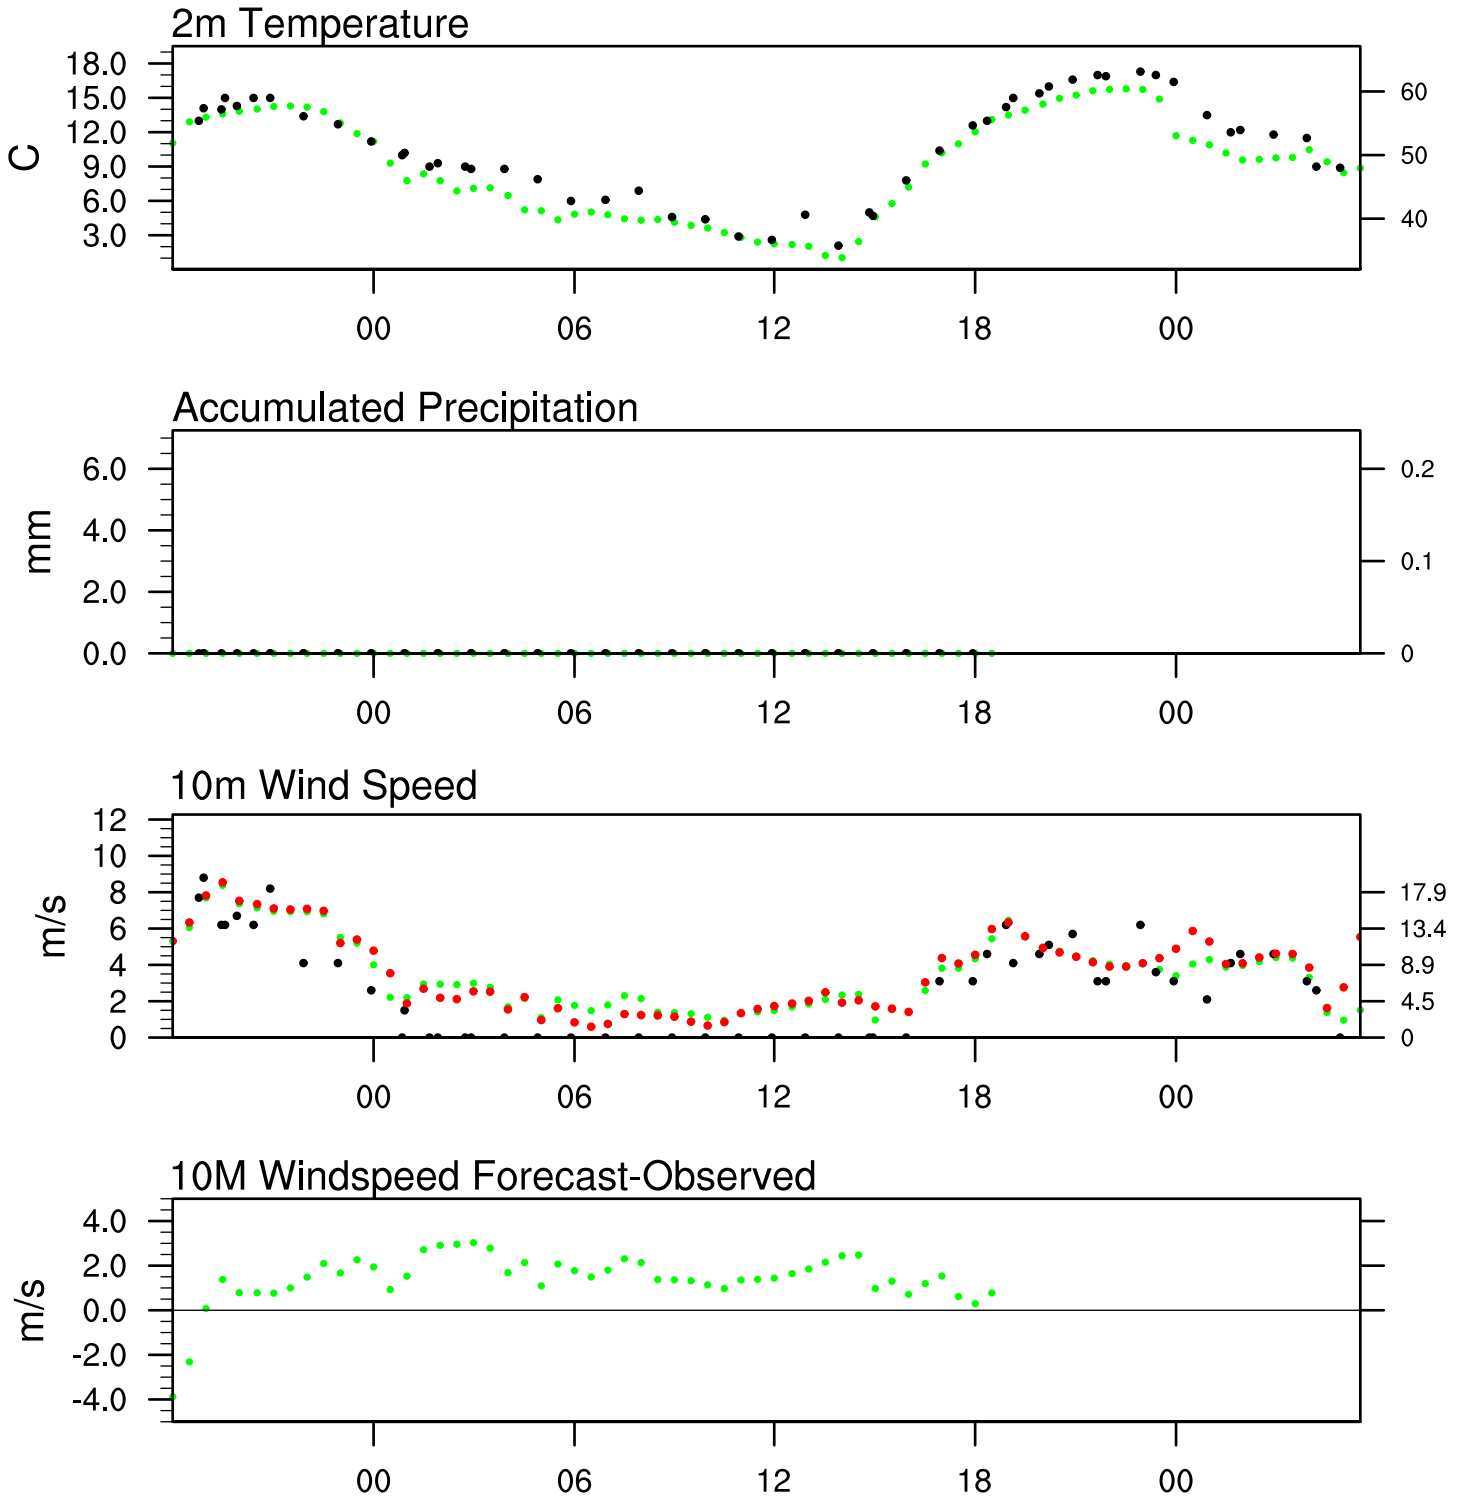 2m Temperature
18.0
15.0
12.0
9.0
6.0
3.0
C
60
50
40
00 06 12 18 00
Accumulated Precipitation
6.0
4.0
2.0
0.0
mm
0.2
0.1
0
00 06 12 18 00
10m Wind Speed
12
10
8
6
4
2
0
m/s
17.9
13.4
8.9
4.5
0
00 06 12 18 00
10M Windspeed Forecast-Observed
4.0
2.0
0.0
-2.0
-4.0
m/s
00 06 12 18 00